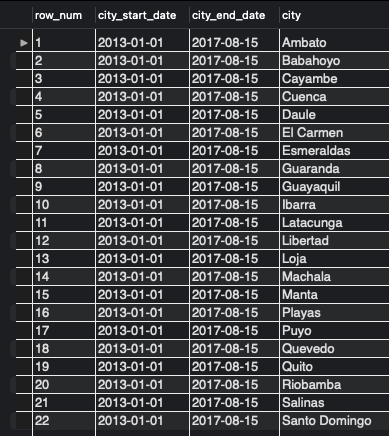 row_num city_start_date city_end_date city
1 2013-01-01 2017-08-15 Ambato
2 2013-01-01 2017-08-15 Babahoyo
3 2013-01-01 2017-08-15 Cayambe
4 2013-01-01 2017-08-15 Cuenca
5 2013-01-01 2017-08-15 Daule
6 2013-01-01 2017-08-15 El Carmen
7 2013-01-01 2017-08-15 Esmeraldas
8 2013-01-01 2017-08-15 Guaranda
9 2013-01-01 2017-08-15 Guayaquil
10 2013-01-01 2017-08-15 Ibarra
11 2013-01-01 2017-08-15 Latacunga
12 2013-01-01 2017-08-15 Libertad
13 2013-01-01 2017-08-15 Loja
14 2013-01-01 2017-08-15 Machala
15 2013-01-01 2017-08-15 Manta
16 2013-01-01 2017-08-15 Playas
17 2013-01-01 2017-08-15 Puyo
18 2013-01-01 2017-08-15 Quevedo
19 2013-01-01 2017-08-15 Quito
20 2013-01-01 2017-08-15 Riobamba
21 2013-01-01 2017-08-15 Salinas
22 2013-01-01 2017-08-15 Santo Domingo